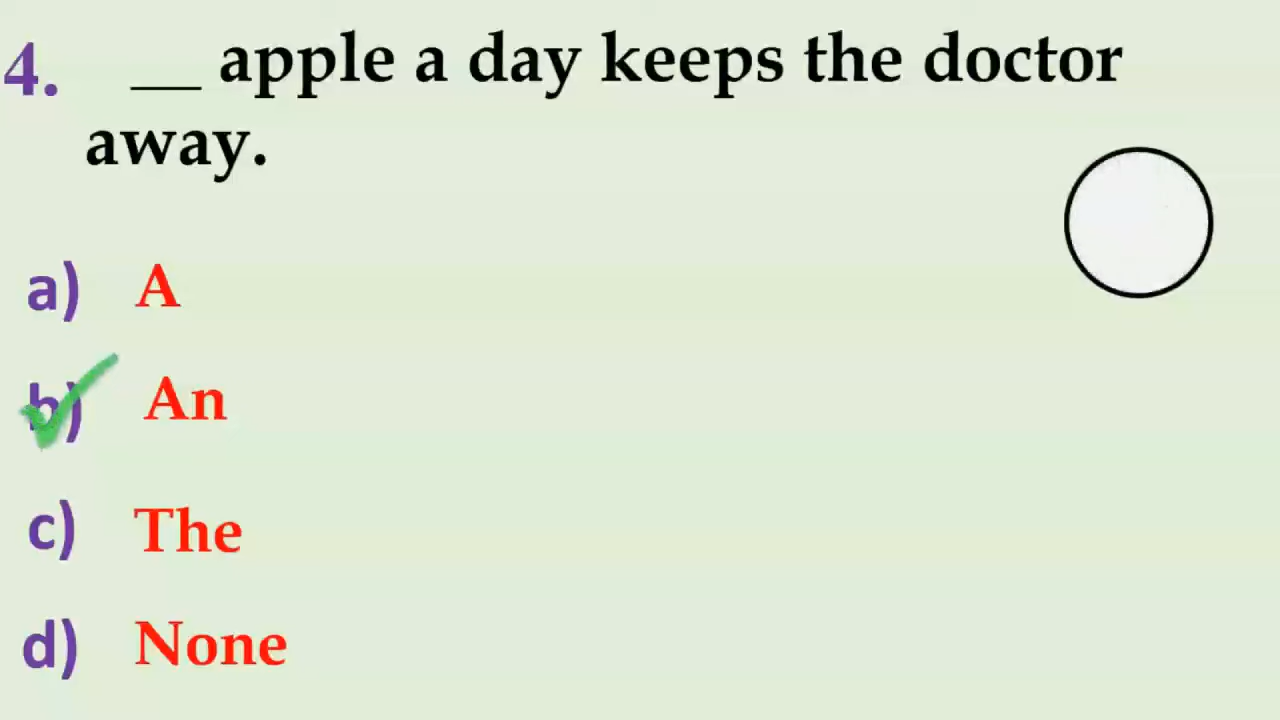 4. __ apple a day keeps the doctor
away.
a) A
b) An
c) The
d) None